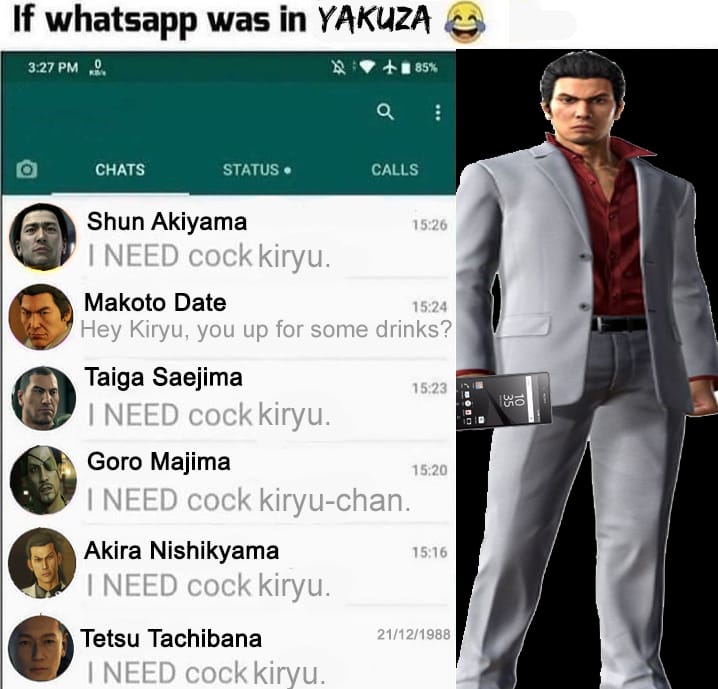 If whatsapp was in YAKUZA 😂
3:27 PM 0 KB/s 85%
CHATS STATUS • CALLS
Shun Akiyama 15:26
I NEED cock kiryu.
Makoto Date 15:24
Hey Kiryu, you up for some drinks?
Taiga Saejima 15:23
I NEED cock kiryu.
Goro Majima 15:20
I NEED cock kiryu-chan.
Akira Nishikyama 15:16
I NEED cock kiryu.
Tetsu Tachibana 21/12/1988
I NEED cock kiryu.
10
35